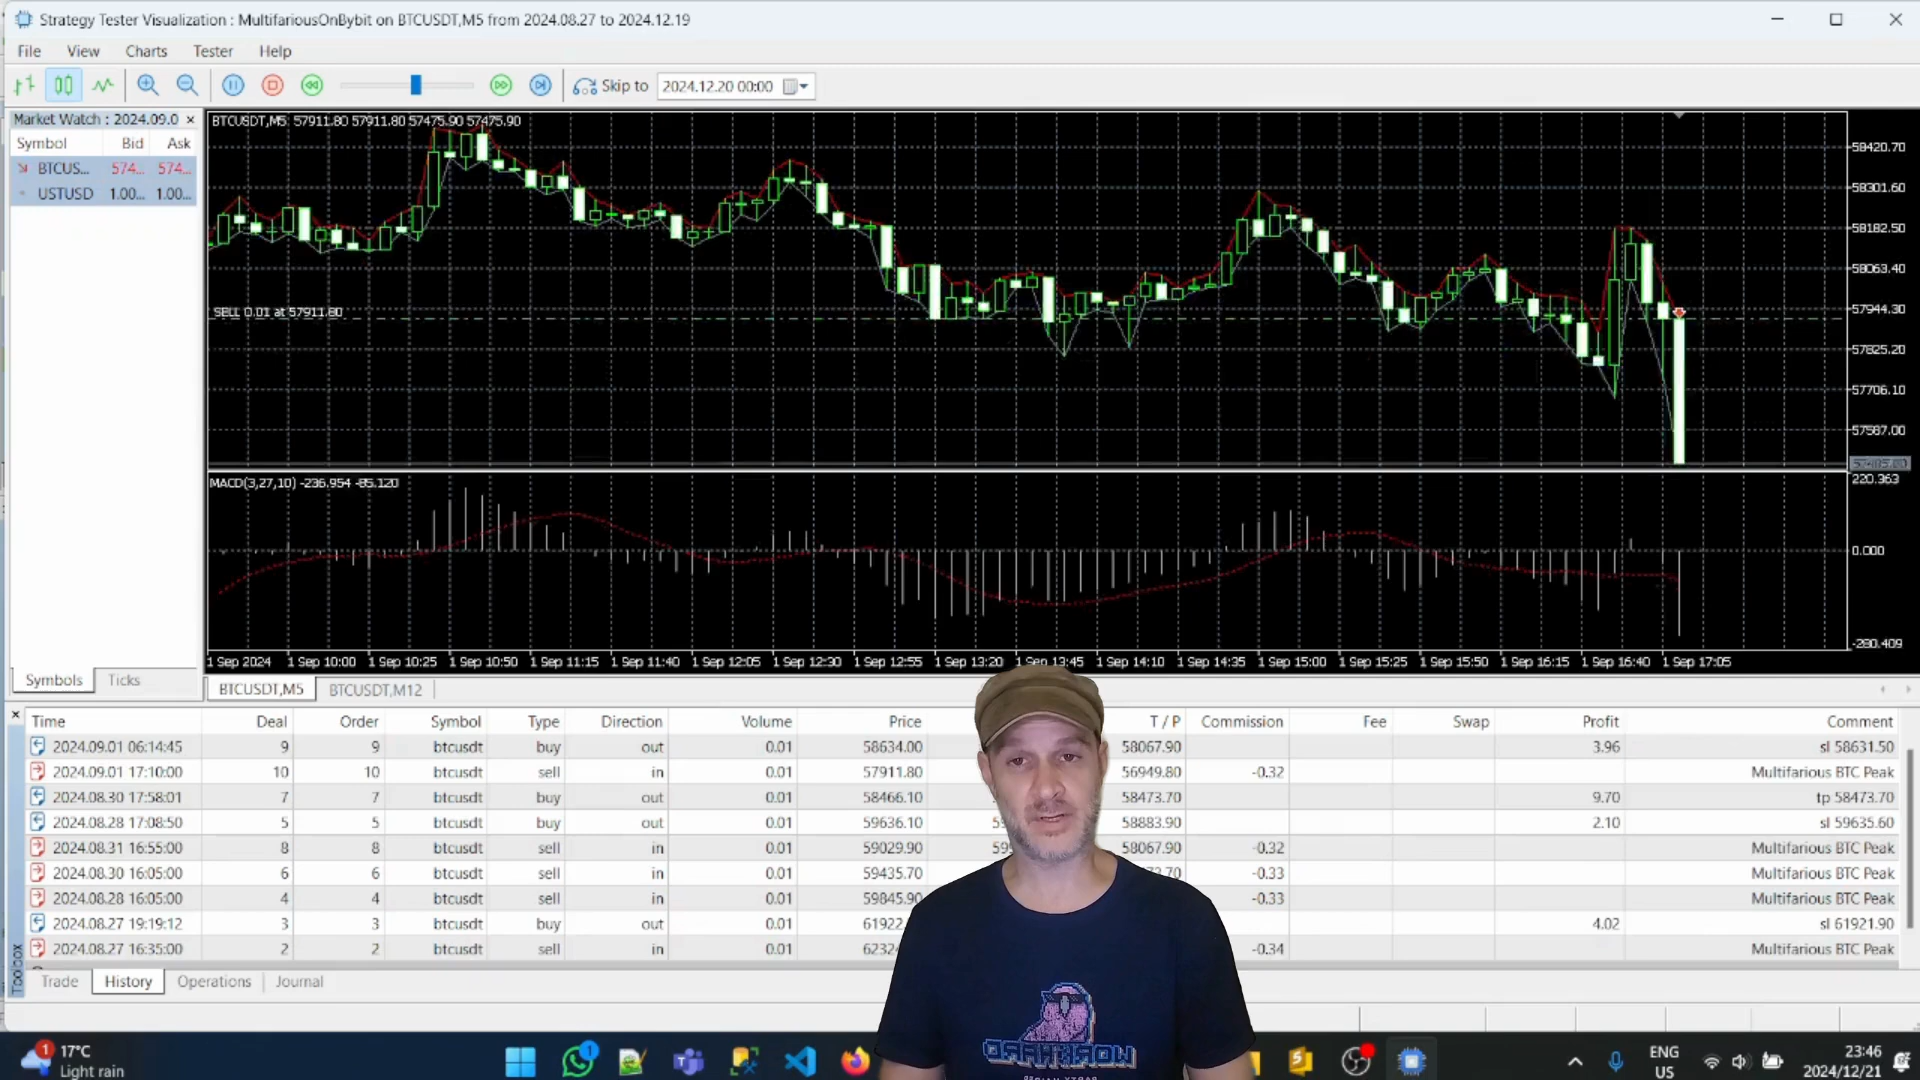 Strategy Tester Visualization : MultifariousOnBybit on BTCUSDT,M5 from 2024.08.27 to 2024.12.19
File View Charts Tester Help
Skip to 2024.12.20 00:00
Market Watch : 2024.09.0
Symbol Bid Ask
BTCUS... 574... 574...
USTUSD 1.00... 1.00...
Symbols Ticks
BTCUSDT,M5: 57911.80 57911.80 57475.90 57475.90
SELL 0.01 at 57911.80
58420.70
58301.60
58182.50
58063.40
57944.30
57825.20
57706.10
57587.00
MACD(3,27,10) -236.954 -85.120
220.363
0.000
-280.409
1 Sep 2024 1 Sep 10:00 1 Sep 10:25 1 Sep 10:50 1 Sep 11:15 1 Sep 11:40 1 Sep 12:05 1 Sep 12:30 1 Sep 12:55 1 Sep 13:20 1 Sep 13:45 1 Sep 14:10 1 Sep 14:35 1 Sep 15:00 1 Sep 15:25 1 Sep 15:50 1 Sep 16:15 1 Sep 16:40 1 Sep 17:05
BTCUSDT,M5 BTCUSDT,M12
Time Deal Order Symbol Type Direction Volume Price T / P Commission Fee Swap Profit Comment
2024.09.01 06:14:45 9 9 btcusdt buy out 0.01 58634.00 58067.90 3.96 sl 58631.50
2024.09.01 17:10:00 10 10 btcusdt sell in 0.01 57911.80 56949.80 -0.32 Multifarious BTC Peak
2024.08.30 17:58:01 7 7 btcusdt buy out 0.01 58466.10 58473.70 9.70 tp 58473.70
2024.08.28 17:08:50 5 5 btcusdt buy out 0.01 59636.10 58883.90 2.10 sl 59635.60
2024.08.31 16:55:00 8 8 btcusdt sell in 0.01 59029.90 58067.90 -0.32 Multifarious BTC Peak
2024.08.30 16:05:00 6 6 btcusdt sell in 0.01 59435.70 -0.33 Multifarious BTC Peak
2024.08.28 16:05:00 4 4 btcusdt sell in 0.01 59845.90 -0.33 Multifarious BTC Peak
2024.08.27 19:19:12 3 3 btcusdt buy out 0.01 61922. 4.02 sl 61921.90
2024.08.27 16:35:00 2 2 btcusdt sell in 0.01 6232 -0.34 Multifarious BTC Peak
Toolbox
Trade History Operations Journal
WORKHARD
1 17°C
Light rain
1
ENG
US
23:46
2024/12/21